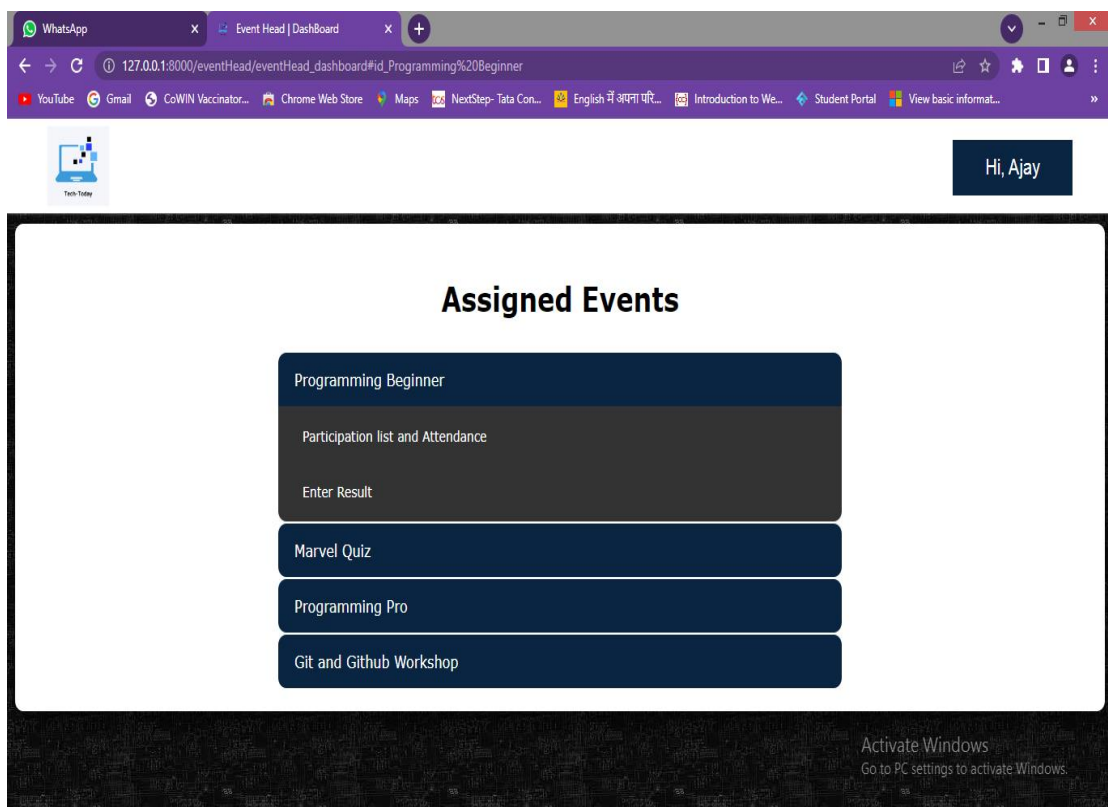 WhatsApp
Event Head | DashBoard
127.0.0.1:8000/eventHead/eventHead_dashboard#id_Programming%20Beginner
YouTube Gmail CoWIN Vaccinator... Chrome Web Store Maps NextStep- Tata Con... English में अपना परि... Introduction to We... Student Portal View basic informat... »
Tech-Today
Hi, Ajay
Assigned Events
Programming Beginner
Participation list and Attendance
Enter Result
Marvel Quiz
Programming Pro
Git and Github Workshop
Activate Windows
Go to PC settings to activate Windows.